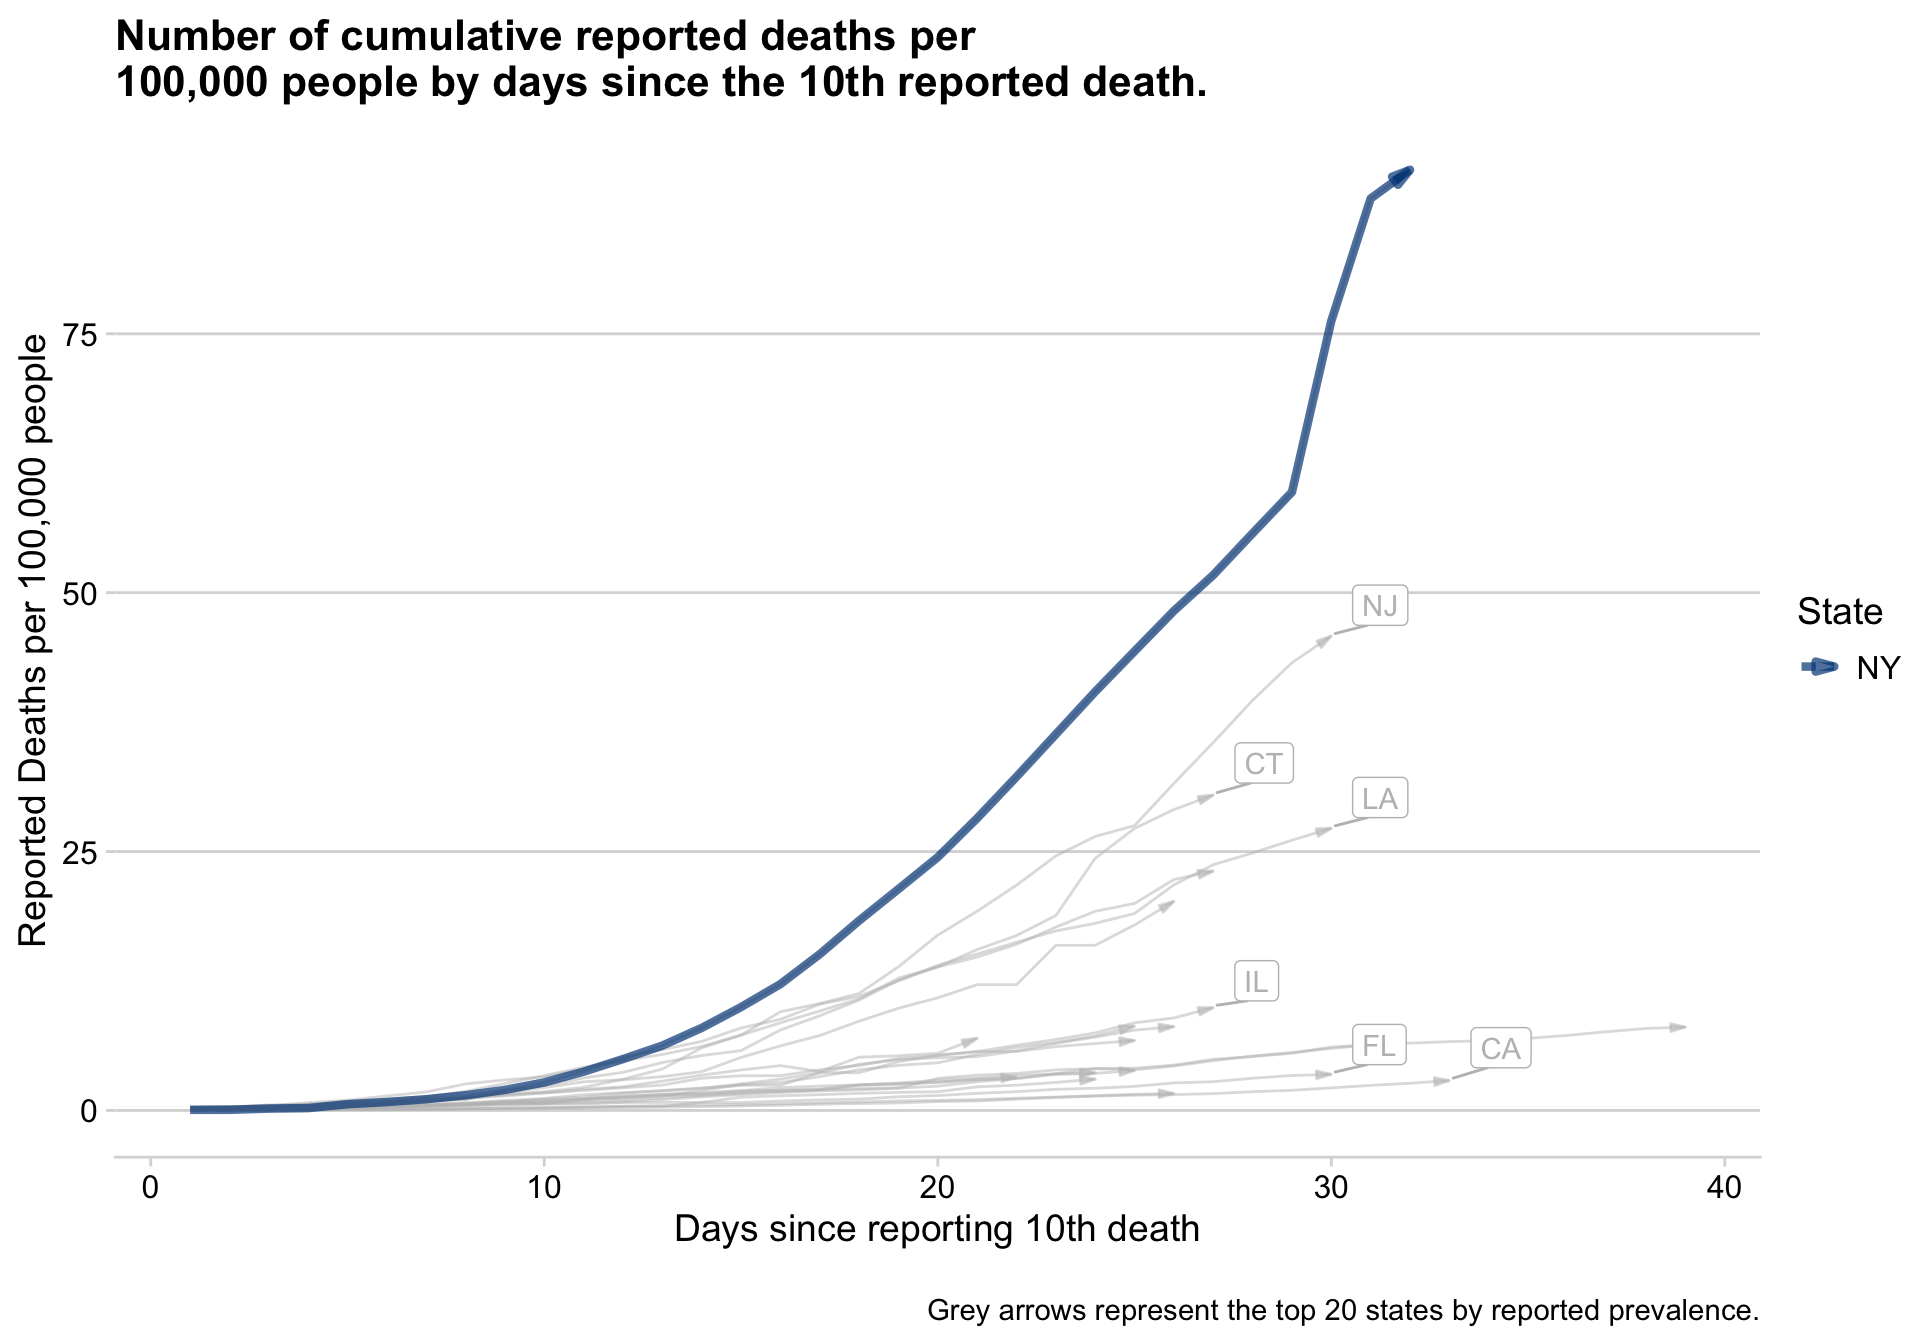 Number of cumulative reported deaths per
100,000 people by days since the 10th reported death.
Reported Deaths per 100,000 people
75
50
25
0
NJ
CT
LA
IL
FL
CA
State
NY
0
10
20
30
40
Days since reporting 10th death
Grey arrows represent the top 20 states by reported prevalence.